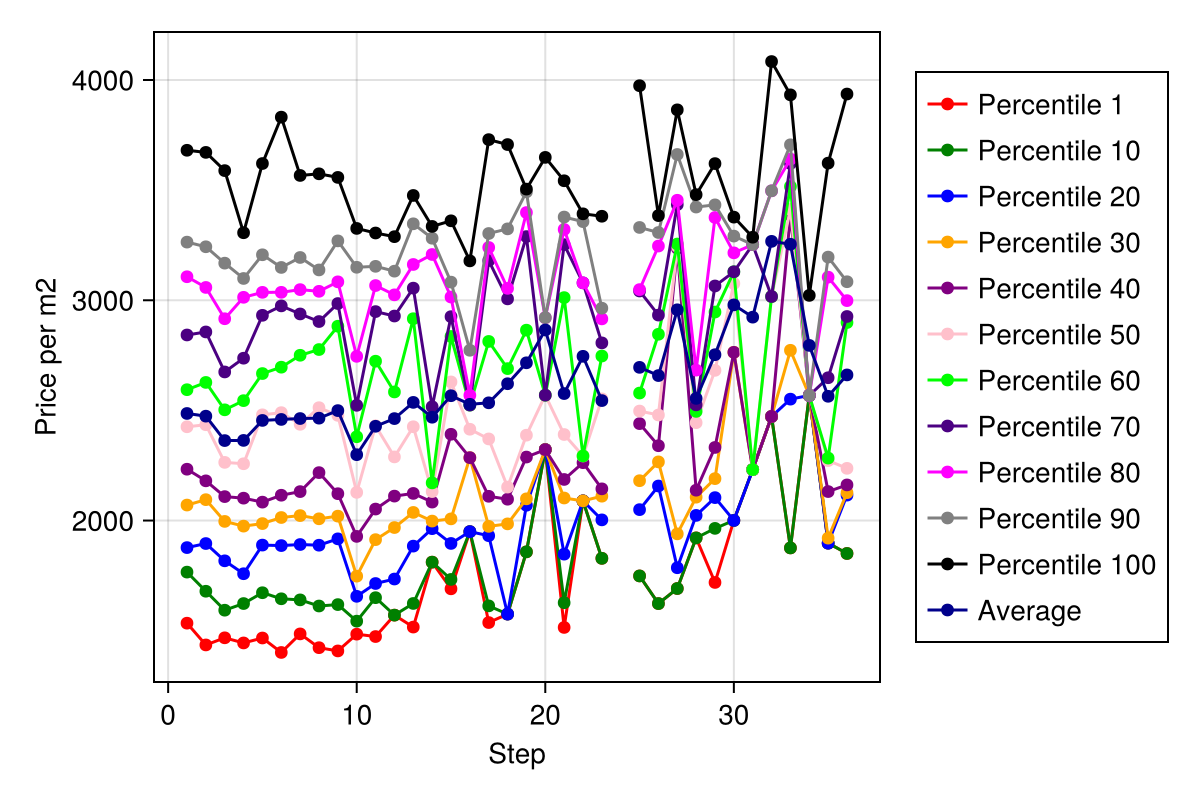 4000
3000
2000
0
10
20
30
Price per m2
Step
Percentile 1
Percentile 10
Percentile 20
Percentile 30
Percentile 40
Percentile 50
Percentile 60
Percentile 70
Percentile 80
Percentile 90
Percentile 100
Average